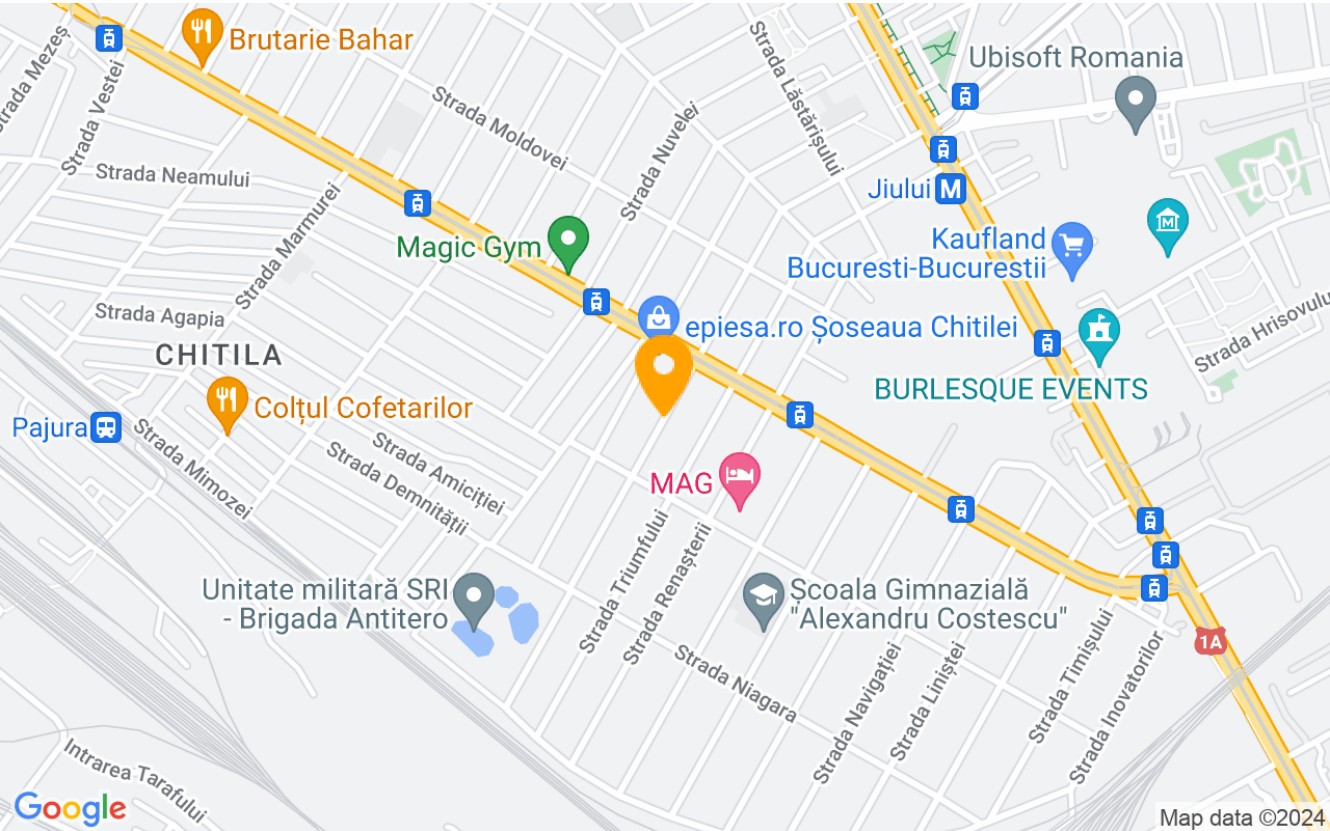 Brutarie Bahar
Ubisoft Romania
Strada Mezeș
Strada Vestei
Strada Moldovei
Strada Nuvelei
Strada Lăstărișului
Strada Neamului
Strada Marmurei
Jiului M
Magic Gym
Kaufland
Bucuresti-Bucurestii
M
Strada Agapia
epiesa.ro Șoseaua Chitilei
Strada Hrisovulu
CHITILA
BURLESQUE EVENTS
Colțul Cofetarilor
Pajura
Strada Mimozei
Strada Amiciției
Strada Demnității
MAG
Strada Triumfului
Strada Renașterii
Unitate militară SRI
- Brigada Antitero
Școala Gimnazială
"Alexandru Costescu"
1A
Strada Niagara
Strada Navigației
Strada Liniștei
Strada Timișului
Strada Inovatorilor
Intrarea Tarafului
Google
Map data ©2024